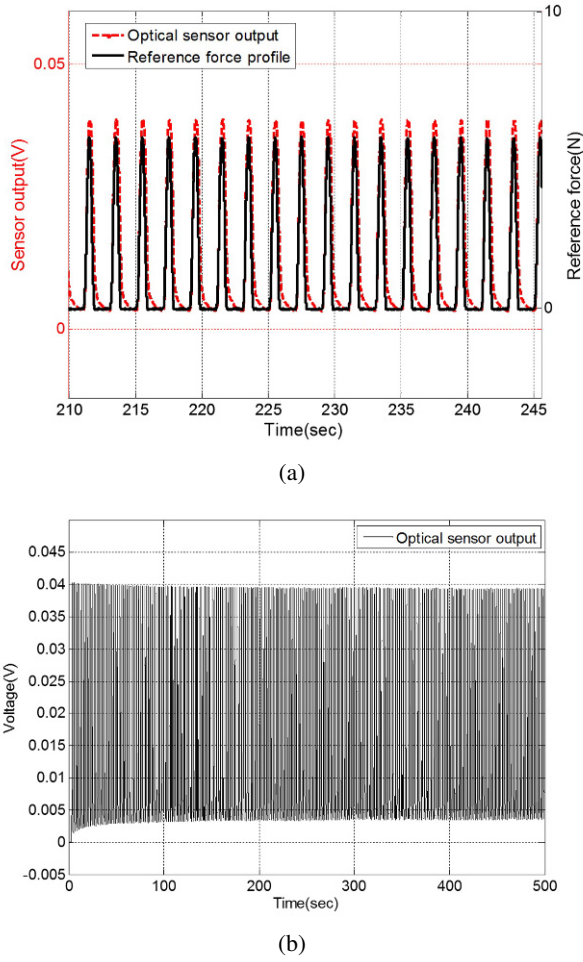 10
Optical sensor output
Reference force profile
0.05
Sensor output(V)
Reference force(N)
0
0
210 215 220 225 230 235 240 245
Time(sec)
(a)
Optical sensor output
0.045
0.04
0.035
0.03
0.025
0.02
0.015
0.01
0.005
0
-0.005
Voltage(V)
0 100 200 300 400 500
Time(sec)
(b)